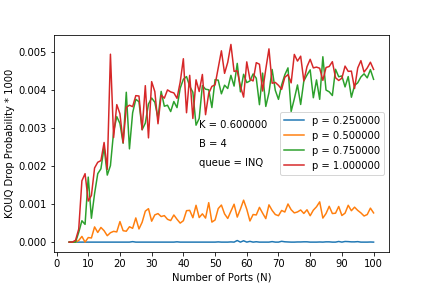 0.005
0.004
0.003
0.002
0.001
0.000
KOUO Drop Probability * 1000
K = 0.600000
B = 4
queue = INQ
p = 0.250000
p = 0.500000
p = 0.750000
p = 1.000000
0 10 20 30 40 50 60 70 80 90 100
Number of Ports (N)